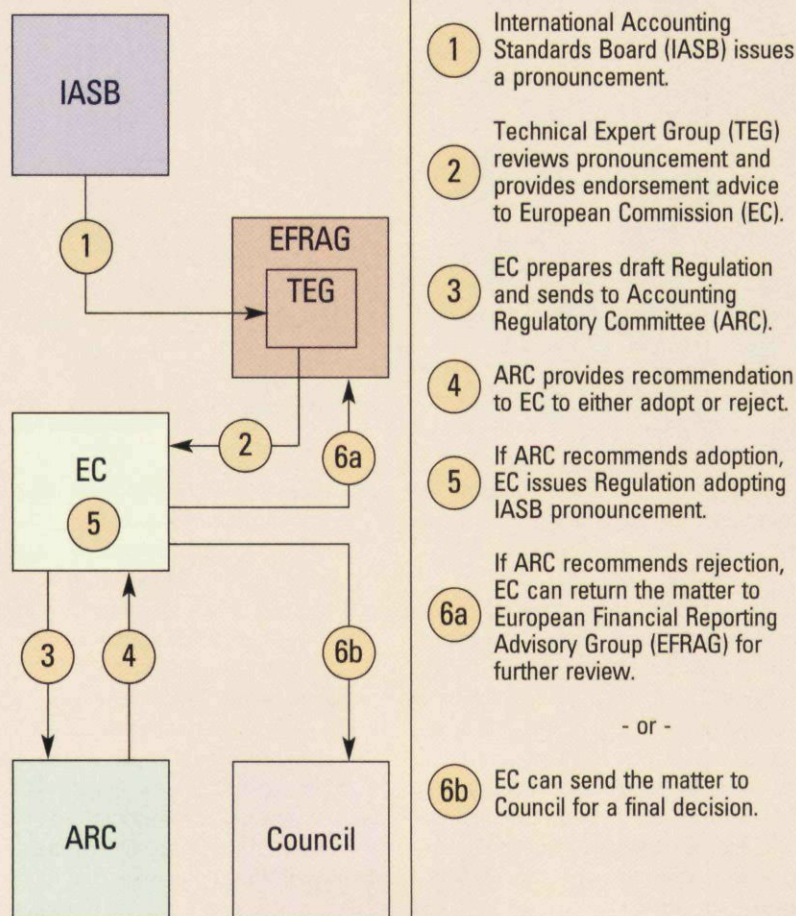 IASB
1
EFRAG
TEG
2
6a
EC
5
3
4
6b
ARC
Council
1
International Accounting
Standards Board (IASB) issues
a pronouncement.
2
Technical Expert Group (TEG)
reviews pronouncement and
provides endorsement advice
to European Commission (EC).
3
EC prepares draft Regulation
and sends to Accounting
Regulatory Committee (ARC).
4
ARC provides recommendation
to EC to either adopt or reject.
5
If ARC recommends adoption,
EC issues Regulation adopting
IASB pronouncement.
6a
If ARC recommends rejection,
EC can return the matter to
European Financial Reporting
Advisory Group (EFRAG) for
further review.
- or -
6b
EC can send the matter to
Council for a final decision.